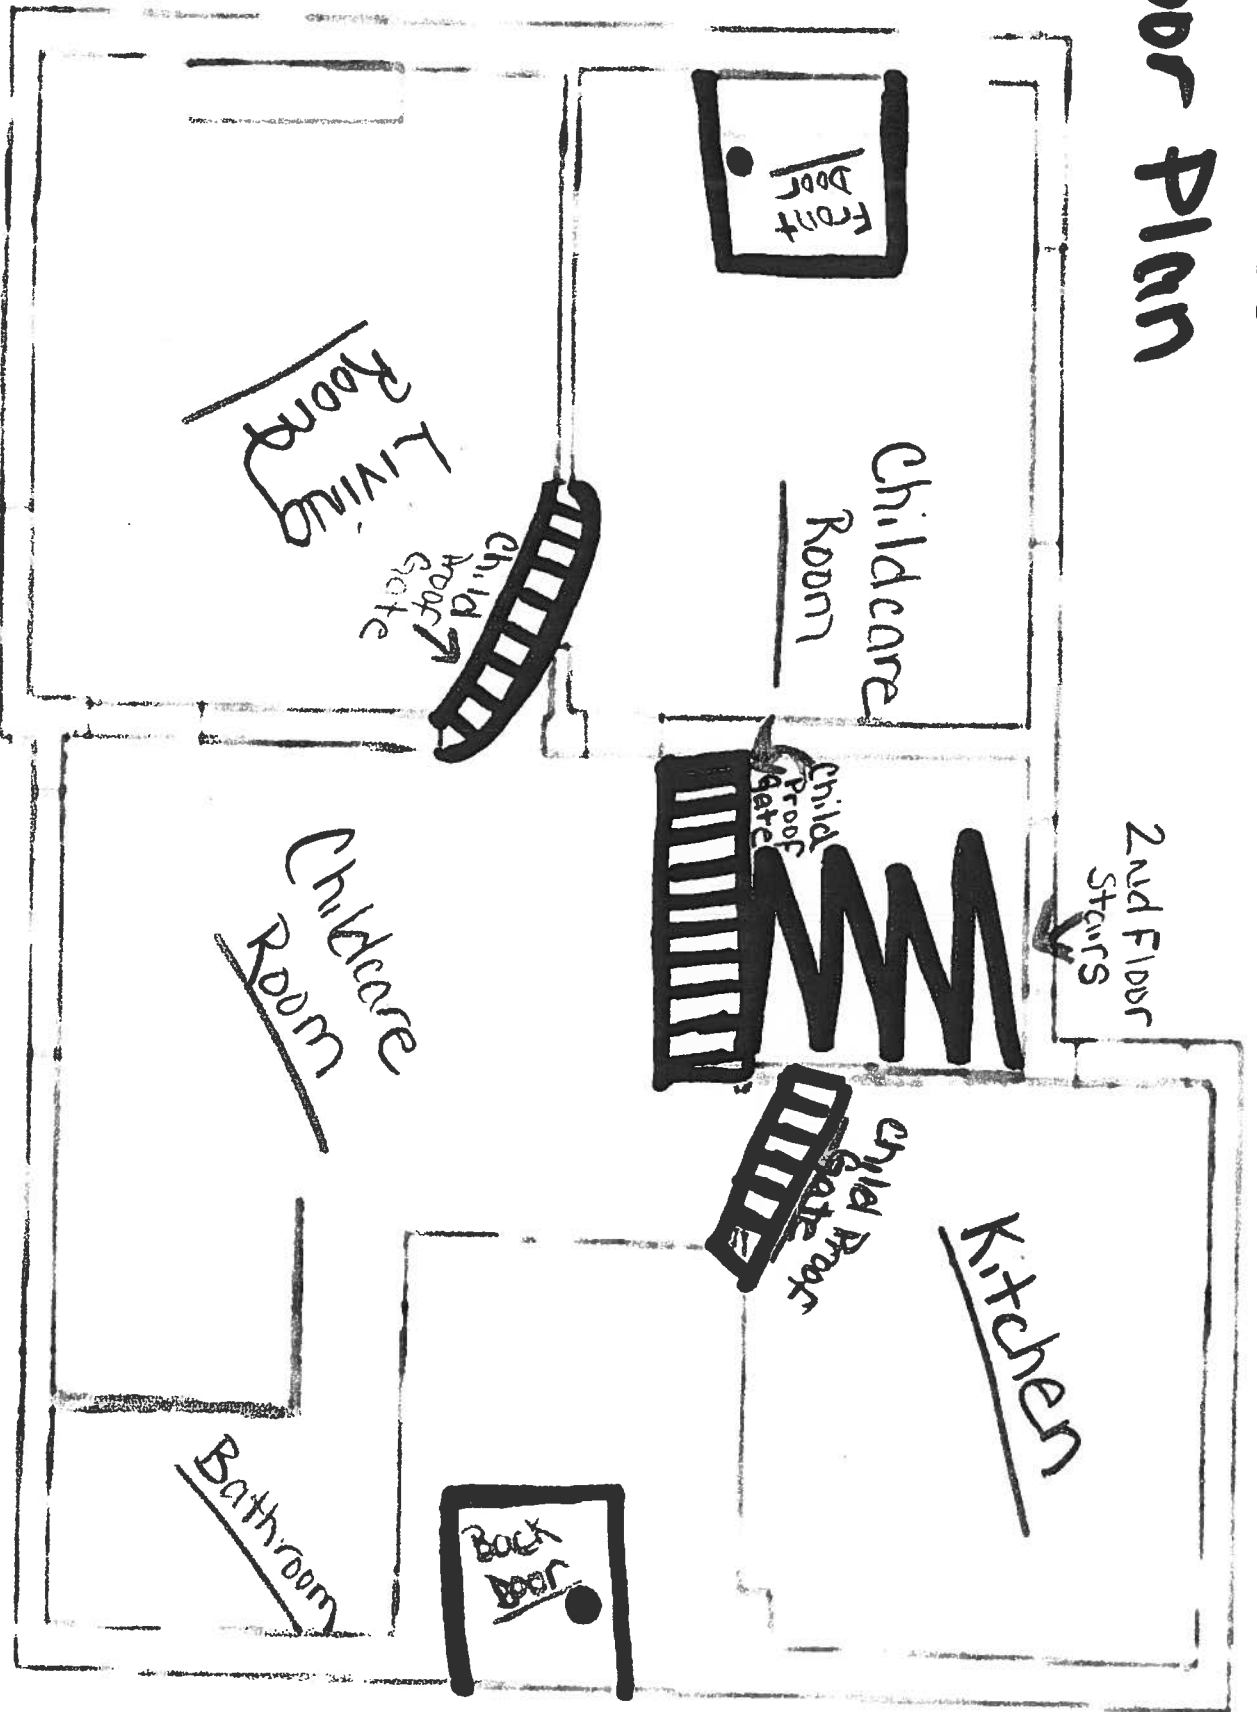 oor Plan
Front
Door
Childcare
Room
Living
Room
Child
Proof
Gate
Child
Proof
gate
2nd Floor
Stairs
Childcare
Room
Child Proof
Gate
Kitchen
Bathroom
Back
Door